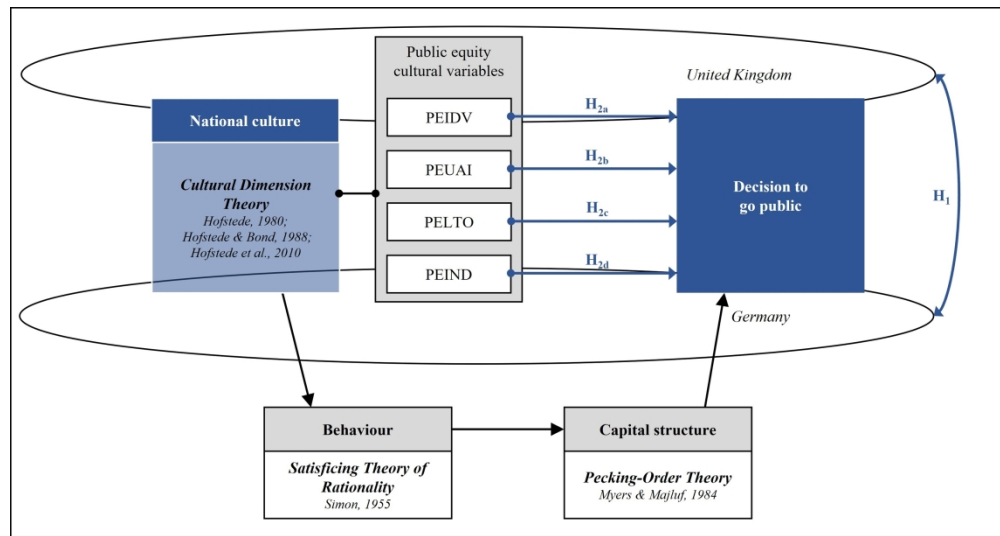 Public equity
cultural variables
United Kingdom
National culture
Cultural Dimension
Theory
Hofstede, 1980;
Hofstede & Bond, 1988;
Hofstede et al., 2010
PEIDV
PEUAI
PELTO
PEIND
H2a
H2b
H2c
H2d
Decision to
go public
H1
Germany
Behaviour
Satisficing Theory of
Rationality
Simon, 1955
Capital structure
Pecking-Order Theory
Myers & Majluf, 1984